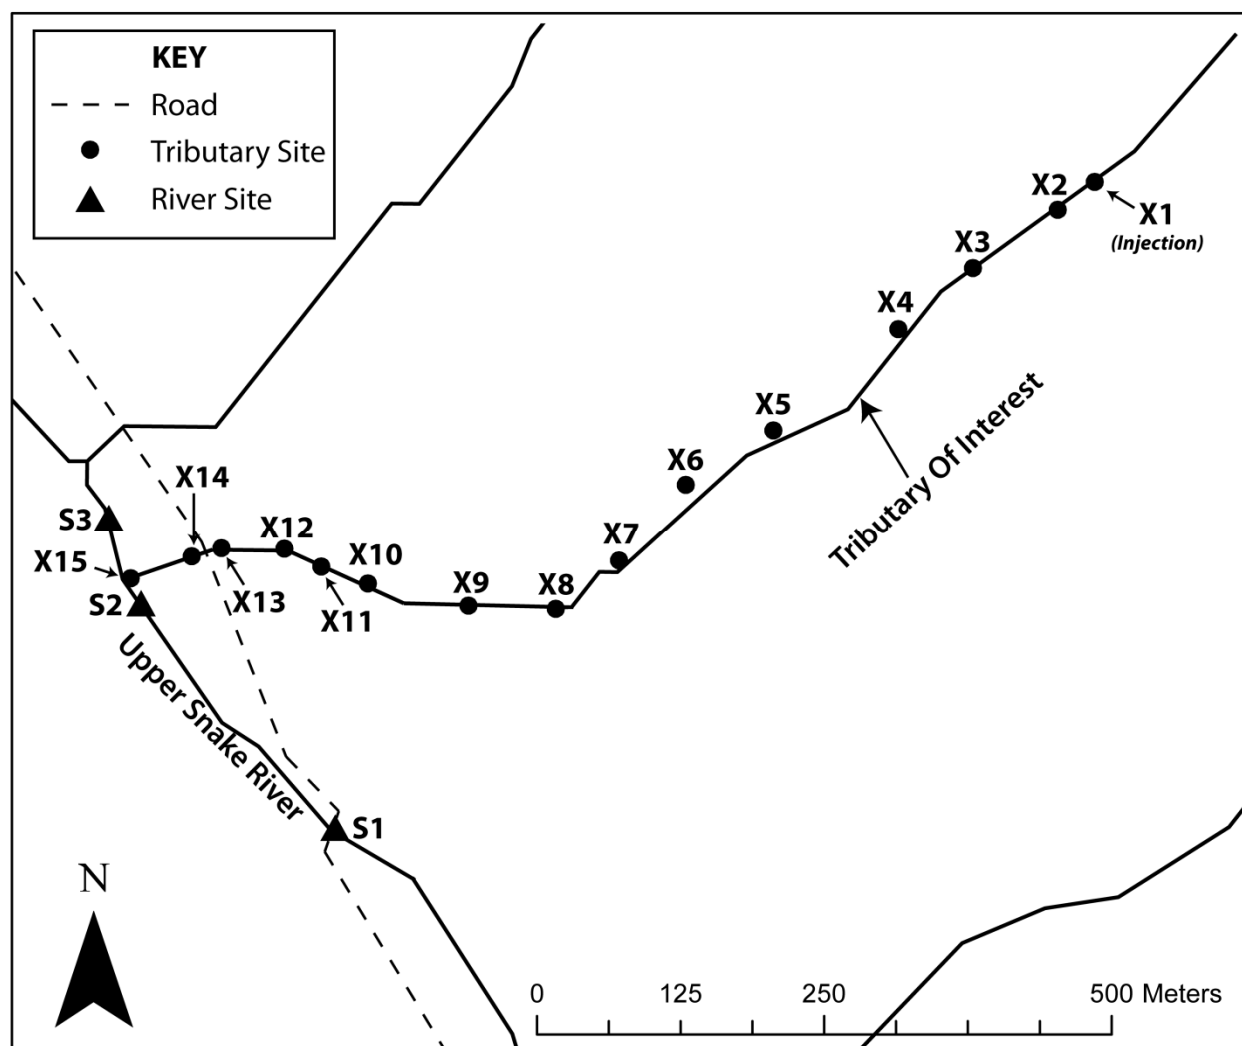 KEY
Road
Tributary Site
River Site
X1
(Injection)
X2
X3
X4
X5
X6
X7
X8
X9
X10
X11
X12
X13
X14
X15
S3
S2
S1
Tributary Of Interest
Upper Snake River
N
0 125 250 500 Meters